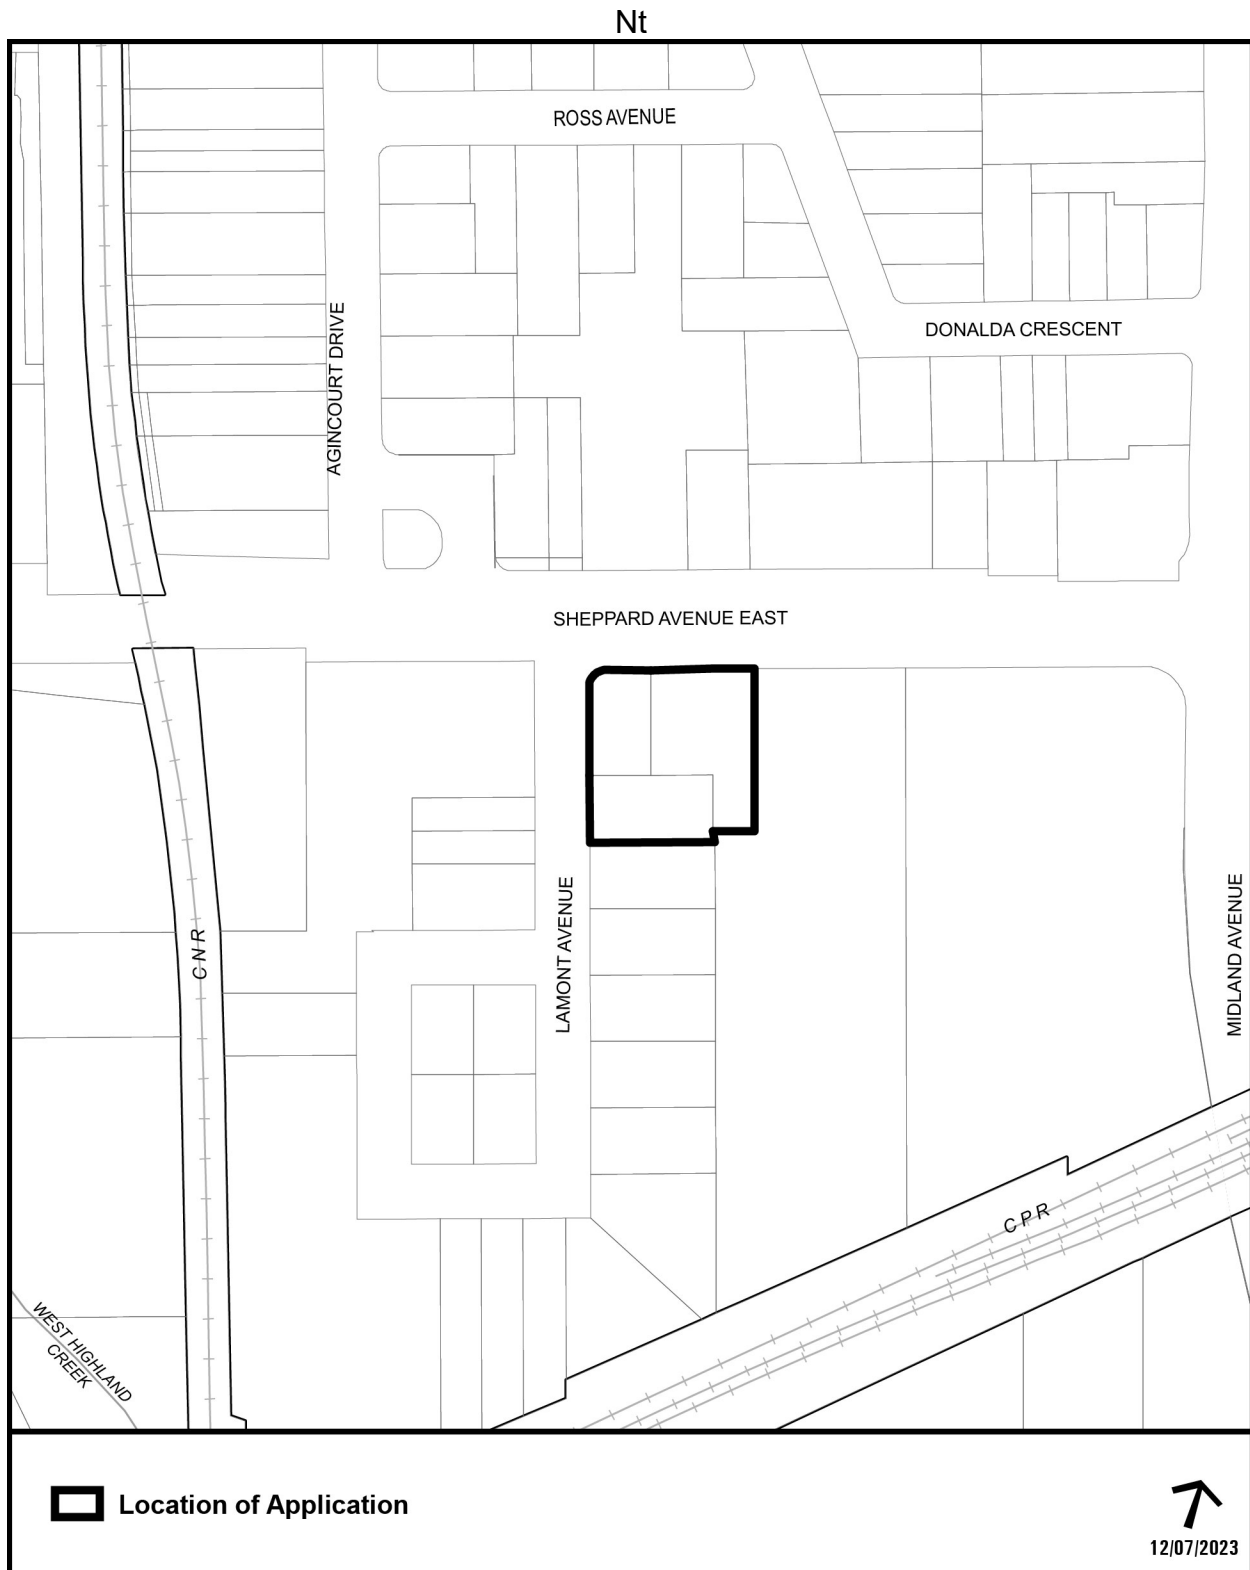 Nt
ROSS AVENUE
DONALDA CRESCENT
AGINCOURT DRIVE
SHEPPARD AVENUE EAST
LAMONT AVENUE
MIDLAND AVENUE
CNR
CPR
WEST HIGHLAND
CREEK
Location of Application
12/07/2023